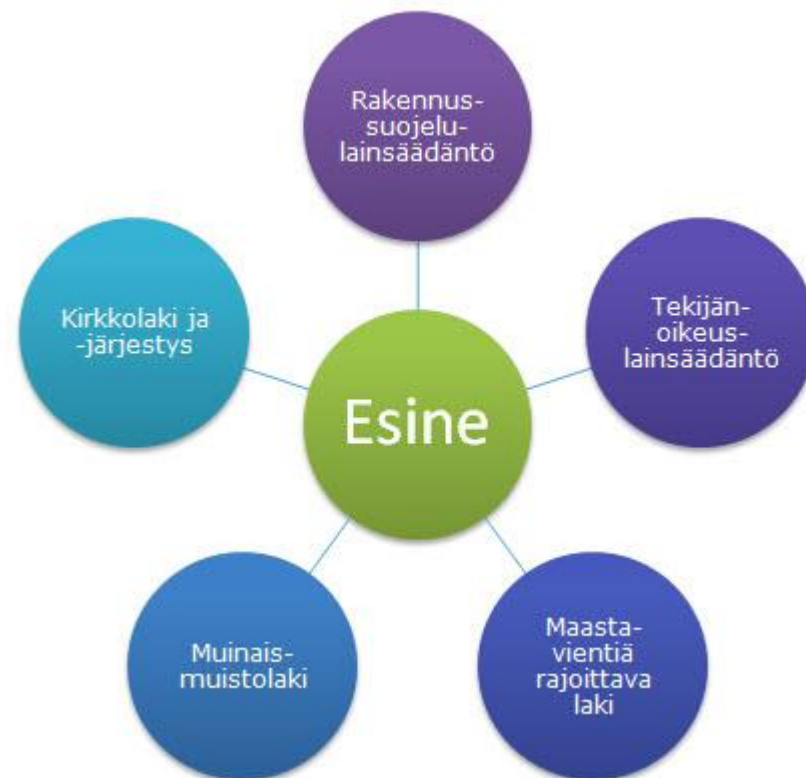 Rakennus-
suojelu-
lainsäädäntö
Kirkkolaki ja
-järjestys
Tekijän-
oikeus-
lainsäädäntö
Esine
Muinais-
muistolaki
Maasta-
vientiä
rajoittava
laki